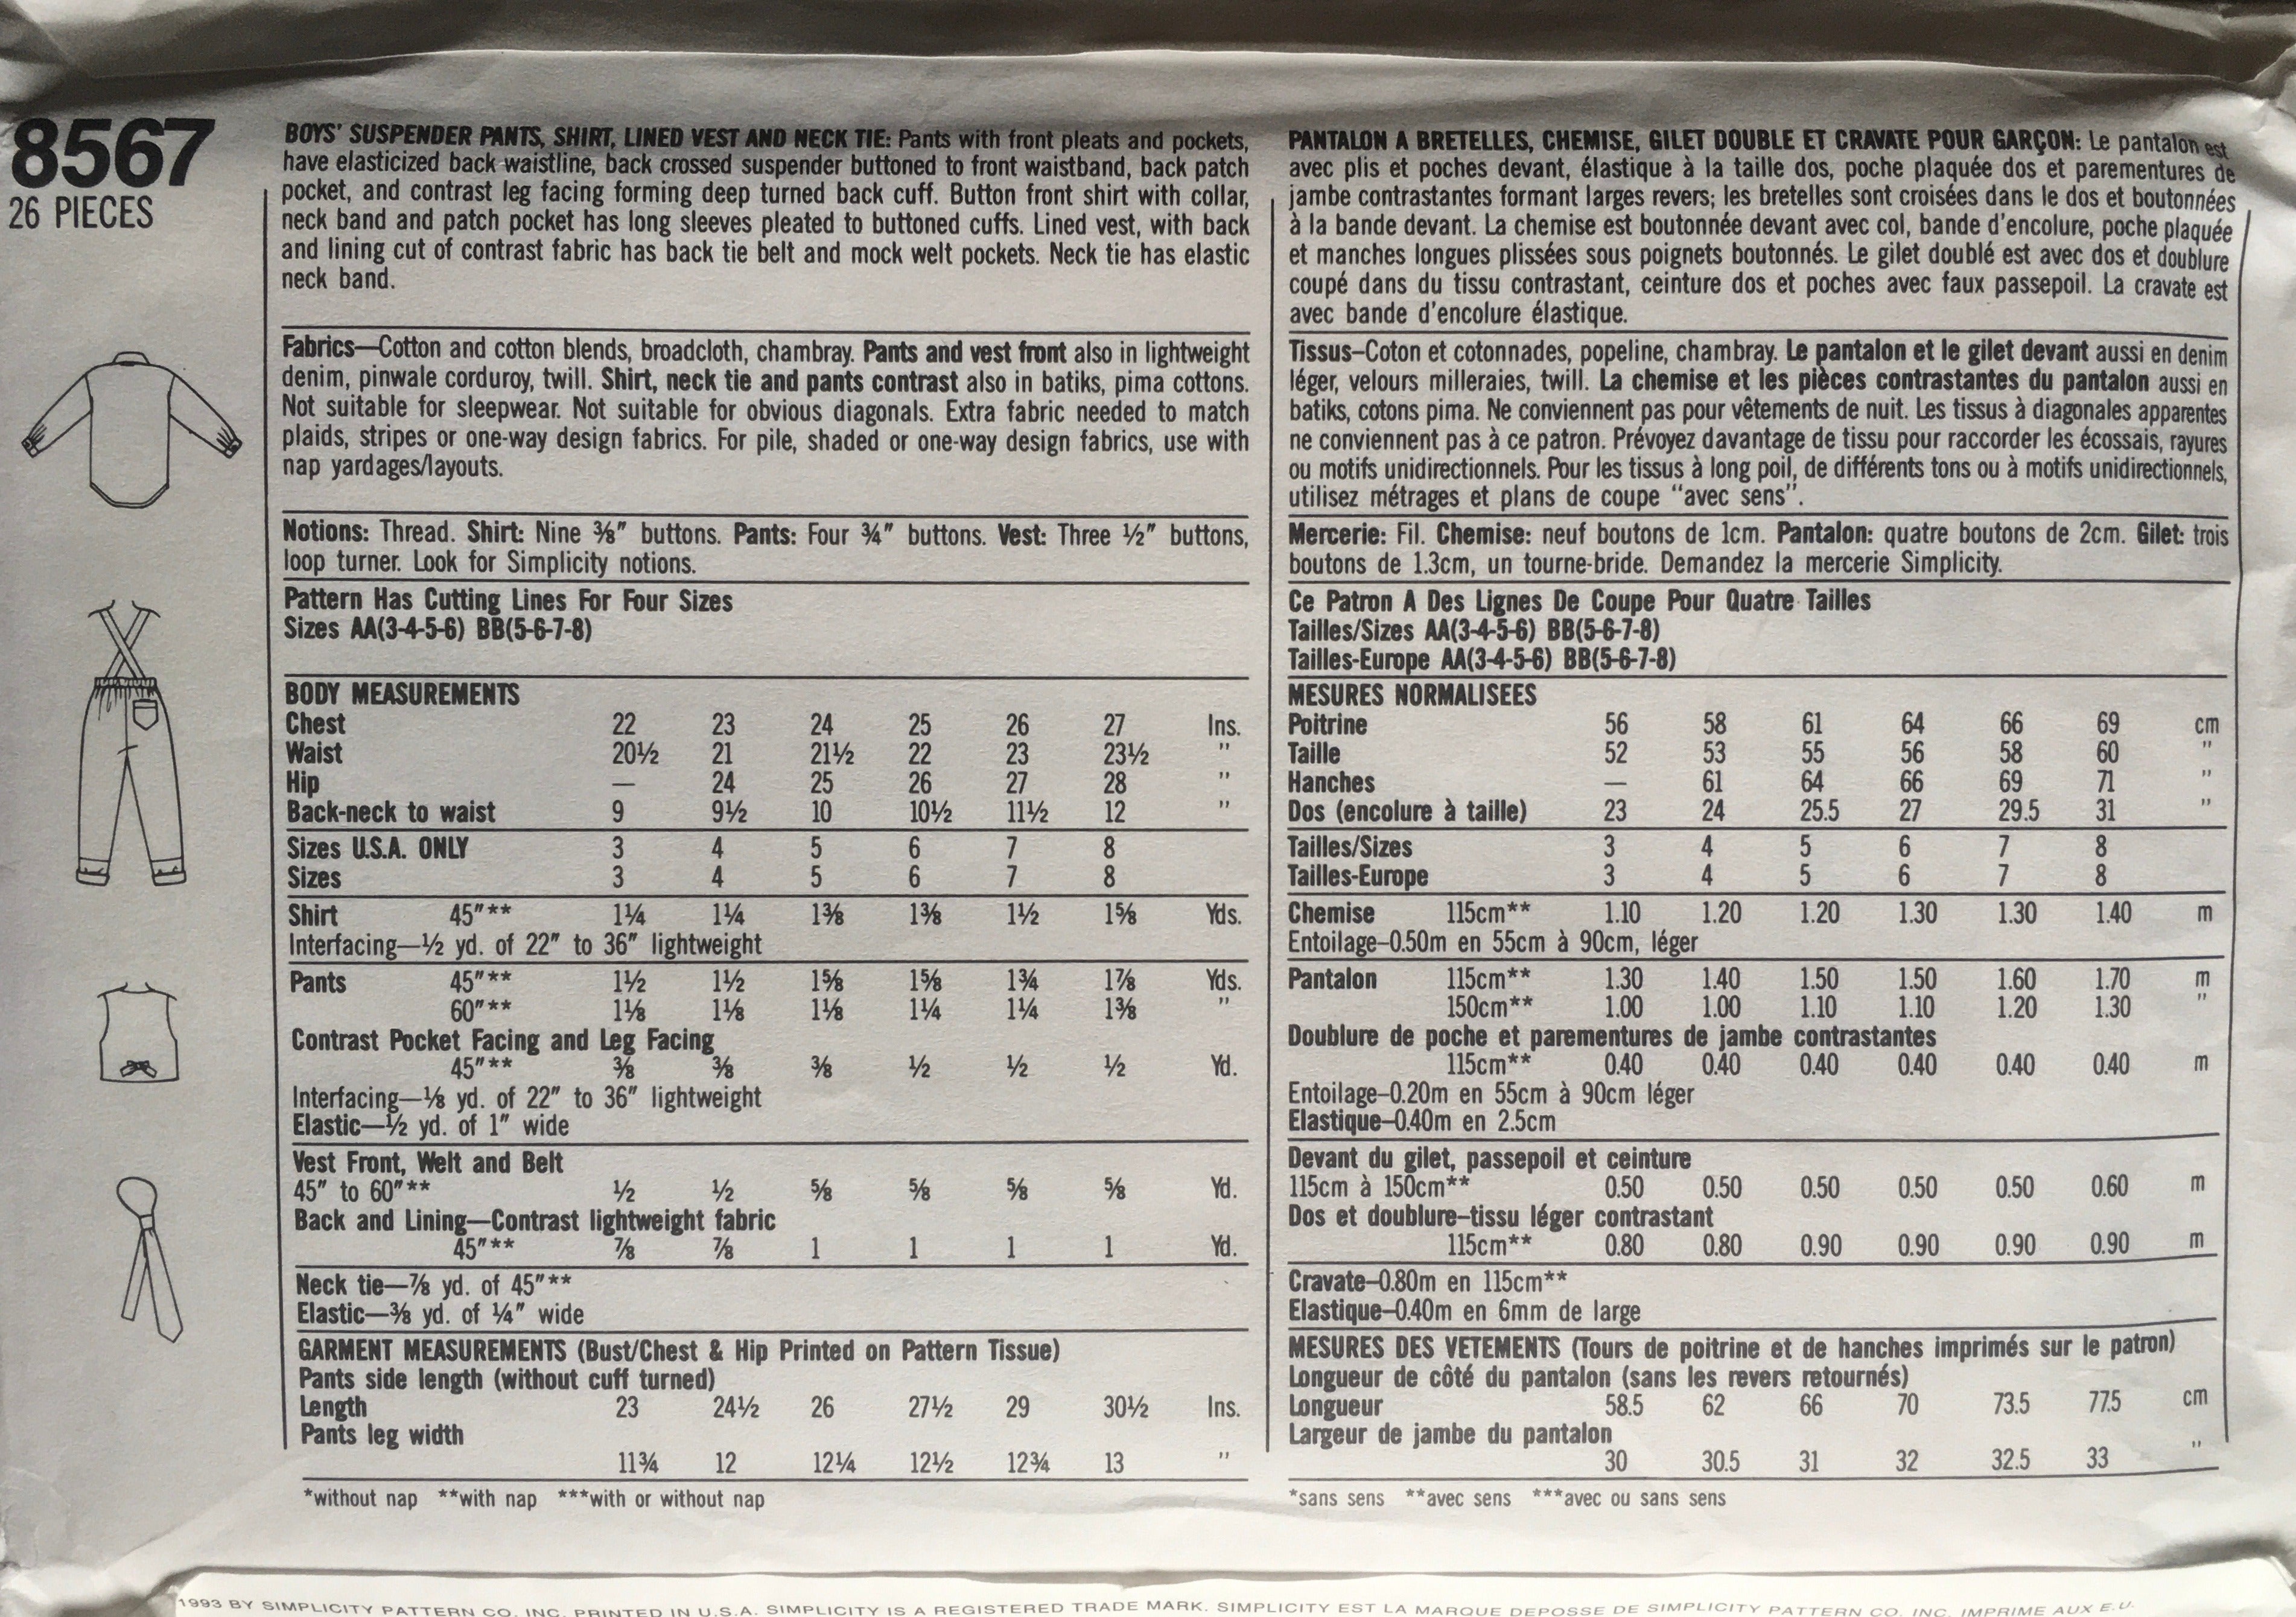 8567
26 PIECES
BOYS' SUSPENDER PANTS, SHIRT, LINED VEST AND NECK TIE: Pants with front pleats and pockets,
have elasticized back waistline, back crossed suspender buttoned to front waistband, back patch
pocket, and contrast leg facing forming deep turned back cuff. Button front shirt with collar,
neck band and patch pocket has long sleeves pleated to buttoned cuffs. Lined vest, with back
and lining cut of contrast fabric has back tie belt and mock welt pockets. Neck tie has elastic
neck band.
Fabrics—Cotton and cotton blends, broadcloth, chambray. Pants and vest front also in lightweight
denim, pinwale corduroy, twill. Shirt, neck tie and pants contrast also in batiks, pima cottons.
Not suitable for sleepwear. Not suitable for obvious diagonals. Extra fabric needed to match
plaids, stripes or one-way design fabrics. For pile, shaded or one-way design fabrics, use with
nap yardages/layouts.
Notions: Thread. Shirt: Nine ⅜" buttons. Pants: Four ¾" buttons. Vest: Three ½" buttons,
loop turner. Look for Simplicity notions.
Pattern Has Cutting Lines For Four Sizes
Sizes AA(3-4-5-6) BB(5-6-7-8)
BODY MEASUREMENTS
Chest 22 23 24 25 26 27 Ins.
Waist 20½ 21 21½ 22 23 23½ "
Hip — 24 25 26 27 28 "
Back-neck to waist 9 9½ 10 10½ 11½ 12 "
Sizes U.S.A. ONLY 3 4 5 6 7 8
Sizes 3 4 5 6 7 8
Shirt 45"** 1¼ 1¼ 1⅜ 1⅜ 1½ 1⅝ Yds.
Interfacing—½ yd. of 22" to 36" lightweight
Pants 45"** 1½ 1½ 1⅝ 1⅝ 1¾ 1⅞ Yds.
60"** 1⅛ 1⅛ 1⅛ 1¼ 1¼ 1⅜ "
Contrast Pocket Facing and Leg Facing
45"** ⅜ ⅜ ⅜ ½ ½ ½ Yd.
Interfacing—⅛ yd. of 22" to 36" lightweight
Elastic—½ yd. of 1" wide
Vest Front, Welt and Belt
45" to 60"** ½ ½ ⅝ ⅝ ⅝ ⅝ Yd.
Back and Lining—Contrast lightweight fabric
45"** ⅞ ⅞ 1 1 1 1 Yd.
Neck tie—⅞ yd. of 45"**
Elastic—⅜ yd. of ¼" wide
GARMENT MEASUREMENTS (Bust/Chest & Hip Printed on Pattern Tissue)
Pants side length (without cuff turned)
Length 23 24½ 26 27½ 29 30½ Ins.
Pants leg width
11¾ 12 12¼ 12½ 12¾ 13 "
*without nap **with nap ***with or without nap
PANTALON A BRETELLES, CHEMISE, GILET DOUBLE ET CRAVATE POUR GARÇON: Le pantalon est
avec plis et poches devant, élastique à la taille dos, poche plaquée dos et parementures de
jambe contrastantes formant larges revers; les bretelles sont croisées dans le dos et boutonnées
à la bande devant. La chemise est boutonnée devant avec col, bande d'encolure, poche plaquée
et manches longues plissées sous poignets boutonnés. Le gilet doublé est avec dos et doublure
coupé dans du tissu contrastant, ceinture dos et poches avec faux passepoil. La cravate est
avec bande d'encolure élastique.
Tissus–Coton et cotonnades, popeline, chambray. Le pantalon et le gilet devant aussi en denim
léger, velours milleraies, twill. La chemise et les pièces contrastantes du pantalon aussi en
batiks, cotons pima. Ne conviennent pas pour vêtements de nuit. Les tissus à diagonales apparentes
ne conviennent pas à ce patron. Prévoyez davantage de tissu pour raccorder les écossais, rayures
ou motifs unidirectionnels. Pour les tissus à long poil, de différents tons ou à motifs unidirectionnels,
utilisez métrages et plans de coupe "avec sens".
Mercerie: Fil. Chemise: neuf boutons de 1cm. Pantalon: quatre boutons de 2cm. Gilet: trois
boutons de 1.3cm, un tourne-bride. Demandez la mercerie Simplicity.
Ce Patron A Des Lignes De Coupe Pour Quatre Tailles
Tailles/Sizes AA(3-4-5-6) BB(5-6-7-8)
Tailles-Europe AA(3-4-5-6) BB(5-6-7-8)
MESURES NORMALISEES
Poitrine 56 58 61 64 66 69 cm
Taille 52 53 55 56 58 60 "
Hanches — 61 64 66 69 71 "
Dos (encolure à taille) 23 24 25.5 27 29.5 31 "
Tailles/Sizes 3 4 5 6 7 8
Tailles-Europe 3 4 5 6 7 8
Chemise 115cm** 1.10 1.20 1.20 1.30 1.30 1.40 m
Entoilage–0.50m en 55cm à 90cm, léger
Pantalon 115cm** 1.30 1.40 1.50 1.50 1.60 1.70 m
150cm** 1.00 1.00 1.10 1.10 1.20 1.30 "
Doublure de poche et parementures de jambe contrastantes
115cm** 0.40 0.40 0.40 0.40 0.40 0.40 m
Entoilage–0.20m en 55cm à 90cm léger
Elastique–0.40m en 2.5cm
Devant du gilet, passepoil et ceinture
115cm à 150cm** 0.50 0.50 0.50 0.50 0.50 0.60 m
Dos et doublure–tissu léger contrastant
115cm** 0.80 0.80 0.90 0.90 0.90 0.90 m
Cravate–0.80m en 115cm**
Elastique–0.40m en 6mm de large
MESURES DES VETEMENTS (Tours de poitrine et de hanches imprimés sur le patron)
Longueur de côté du pantalon (sans les revers retournés)
Longueur 58.5 62 66 70 73.5 77.5 cm
Largeur de jambe du pantalon
30 30.5 31 32 32.5 33 "
*sans sens **avec sens ***avec ou sans sens
1993 BY SIMPLICITY PATTERN CO. INC. PRINTED IN U.S.A. SIMPLICITY IS A REGISTERED TRADE MARK. SIMPLICITY EST LA MARQUE DEPOSSE DE SIMPLICITY PATTERN CO. INC. IMPRIME AUX E.U.